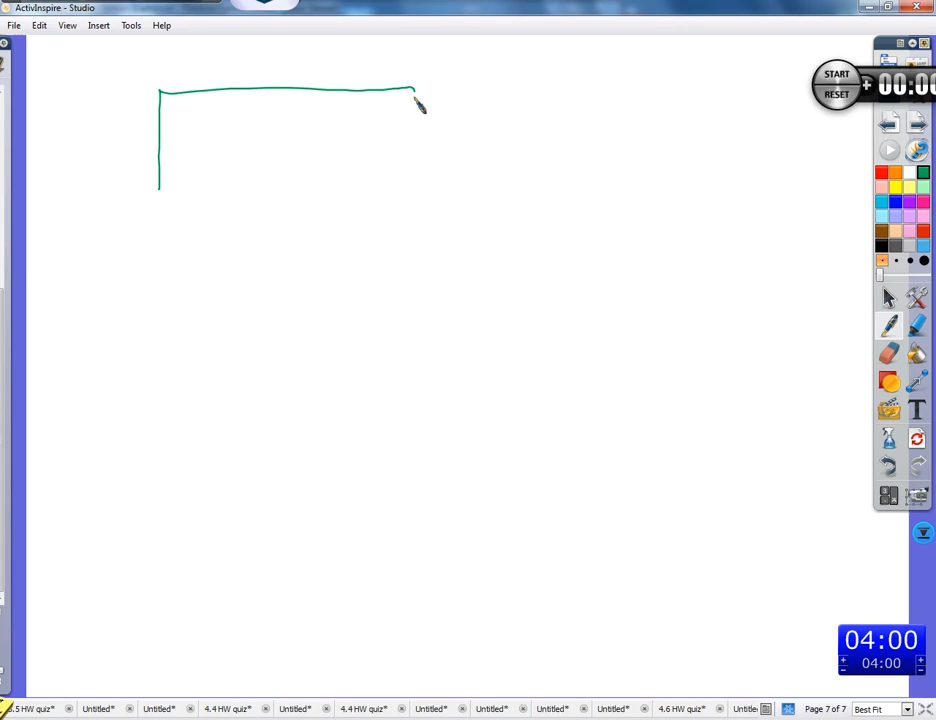 ActivInspire - Studio
File Edit View Insert Tools Help
START
RESET
+ 00:00
04:00
04:00
.5 HW quiz* Untitled* Untitled* 4.4 HW quiz* Untitled* 4.4 HW quiz* Untitled* Untitled* Untitled* Untitled* 4.6 HW quiz* Untitle Page 7 of 7 Best Fit